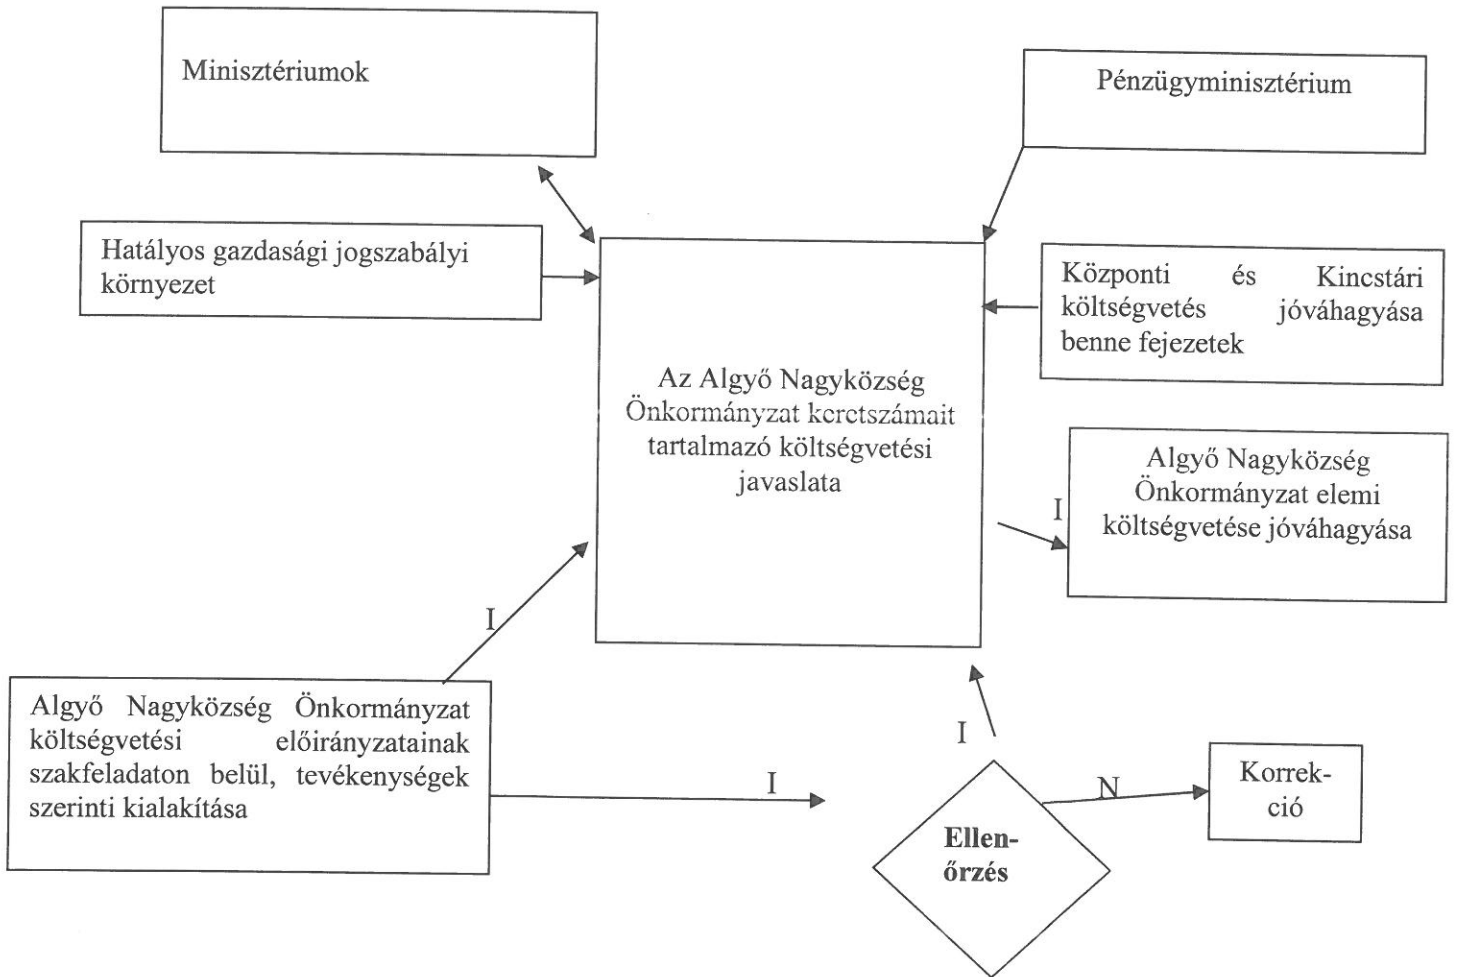 Minisztériumok
Pénzügyminisztérium
Hatályos gazdasági jogszabályi
környezet
Központi és Kincstári
költségvetés jóváhagyása
benne fejezetek
Az Algyő Nagyközség
Önkormányzat keretszámait
tartalmazó költségvetési
javaslata
Algyő Nagyközség
Önkormányzat elemi
költségvetése jóváhagyása
I
I
Algyő Nagyközség Önkormányzat
költségvetési előirányzatainak
szakfeladaton belül, tevékenységek
szerinti kialakítása
I
I
N
Ellen-
őrzés
Korrek-
ció